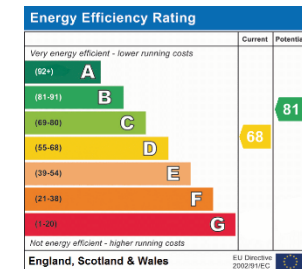 Energy Efficiency Rating
Current Potentia
Very energy efficient - lower running costs
(92+) A
(81-91) B
81
(69-80) C
68
(55-68) D
(39-54) E
(21-38) F
(1-20) G
Not energy efficient - higher running costs
England, Scotland & Wales
EU Directive
2002/91/EC